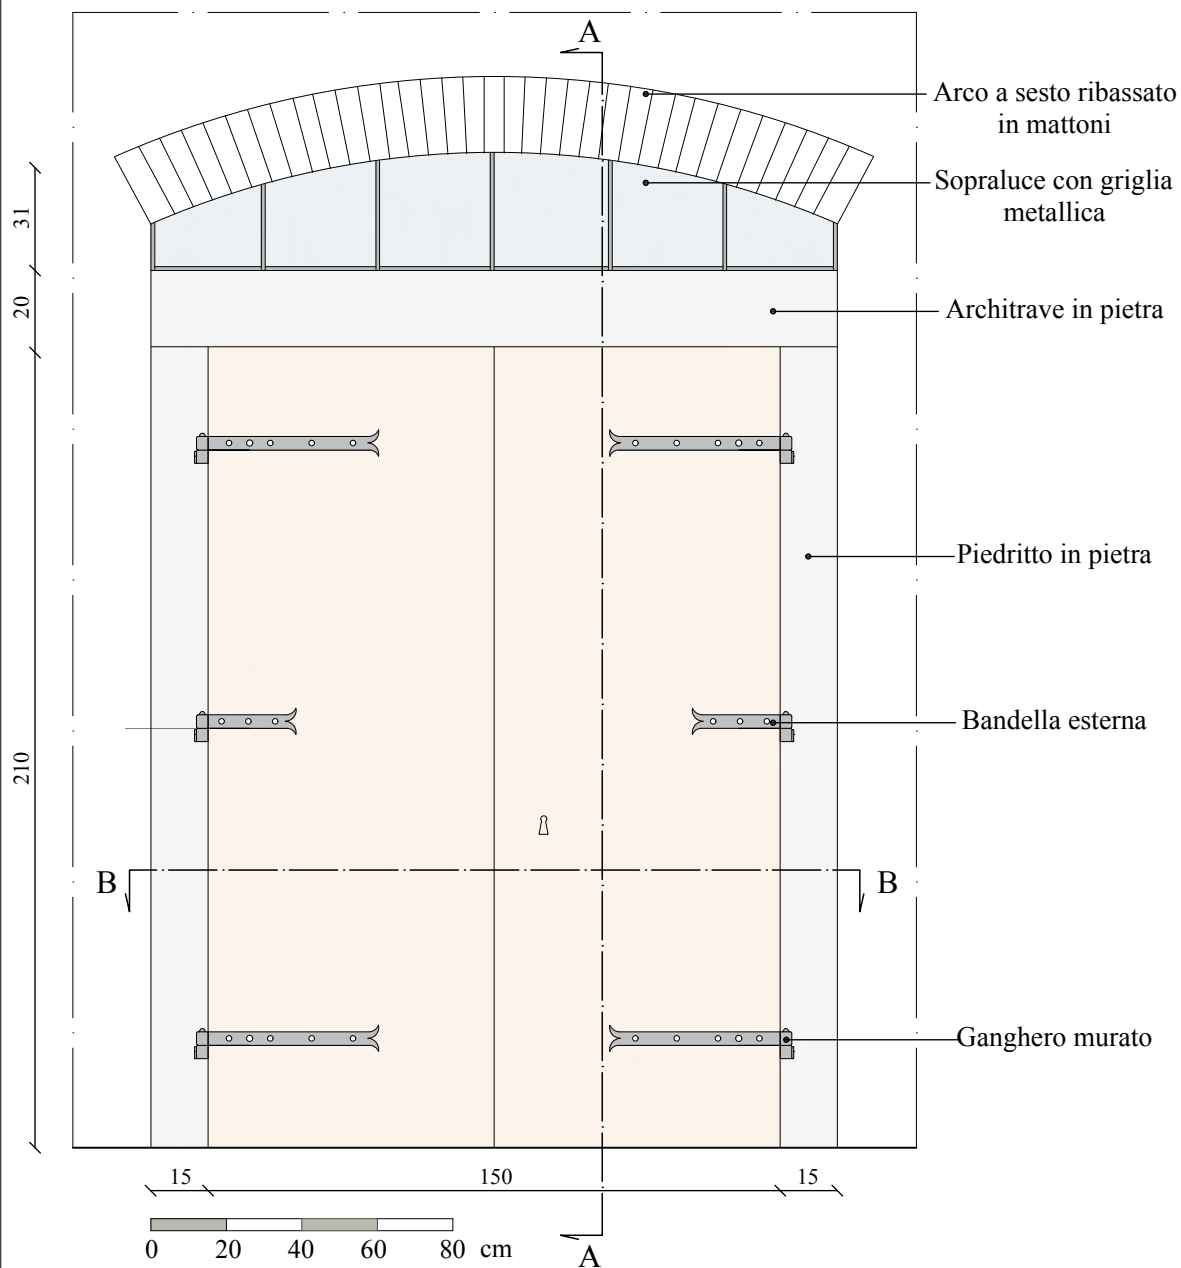 A
Arco a sesto ribassato
in mattoni
Sopraluce con griglia
metallica
31
20
Architrave in pietra
Piedritto in pietra
Bandella esterna
210
B
B
Ganghero murato
15
150
15
0 20 40 60 80 cm
A